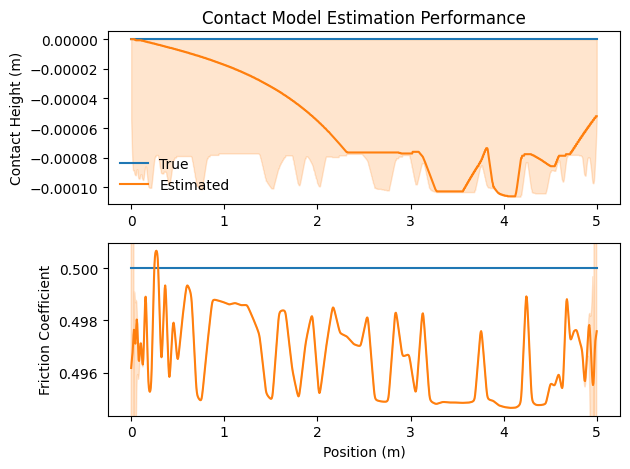 Contact Model Estimation Performance
Contact Height (m)
0.00000
−0.00002
−0.00004
−0.00006
−0.00008
−0.00010
True
Estimated
0 1 2 3 4 5
Friction Coefficient
0.500
0.498
0.496
0 1 2 3 4 5
Position (m)